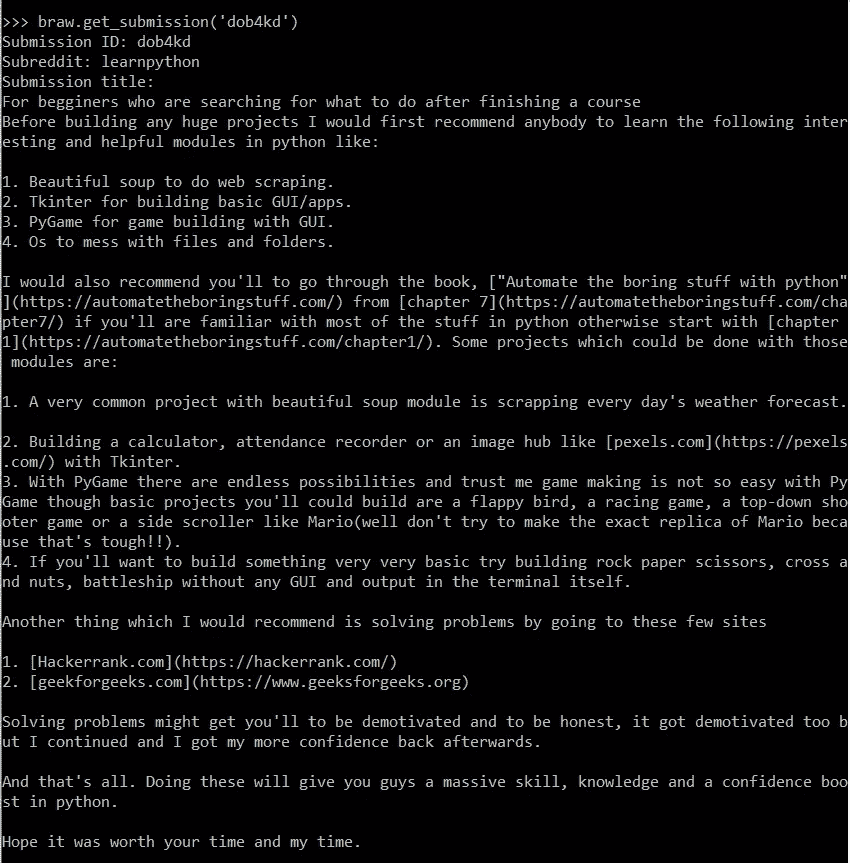 >>> braw.get_submission('dob4kd')
Submission ID: dob4kd
Subreddit: learnpython
Submission title:
For begginers who are searching for what to do after finishing a course
Before building any huge projects I would first recommend anybody to learn the following inter
esting and helpful modules in python like:

1. Beautiful soup to do web scraping.
2. Tkinter for building basic GUI/apps.
3. PyGame for game building with GUI.
4. Os to mess with files and folders.

I would also recommend you'll to go through the book, ["Automate the boring stuff with python"
](https://automatetheboringstuff.com/) from [chapter 7](https://automatetheboringstuff.com/cha
pter7/) if you'll are familiar with most of the stuff in python otherwise start with [chapter
1](https://automatetheboringstuff.com/chapter1/). Some projects which could be done with those
 modules are:

1. A very common project with beautiful soup module is scrapping every day's weather forecast.

2. Building a calculator, attendance recorder or an image hub like [pexels.com](https://pexels
.com/) with Tkinter.
3. With PyGame there are endless possibilities and trust me game making is not so easy with Py
Game though basic projects you'll could build are a flappy bird, a racing game, a top-down sho
oter game or a side scroller like Mario(well don't try to make the exact replica of Mario beca
use that's tough!!).
4. If you'll want to build something very very basic try building rock paper scissors, cross a
nd nuts, battleship without any GUI and output in the terminal itself.

Another thing which I would recommend is solving problems by going to these few sites

1. [Hackerrank.com](https://hackerrank.com/)
2. [geekforgeeks.com](https://www.geeksforgeeks.org)

Solving problems might get you'll to be demotivated and to be honest, it got demotivated too b
ut I continued and I got my more confidence back afterwards.

And that's all. Doing these will give you guys a massive skill, knowledge and a confidence boo
st in python.

Hope it was worth your time and my time.